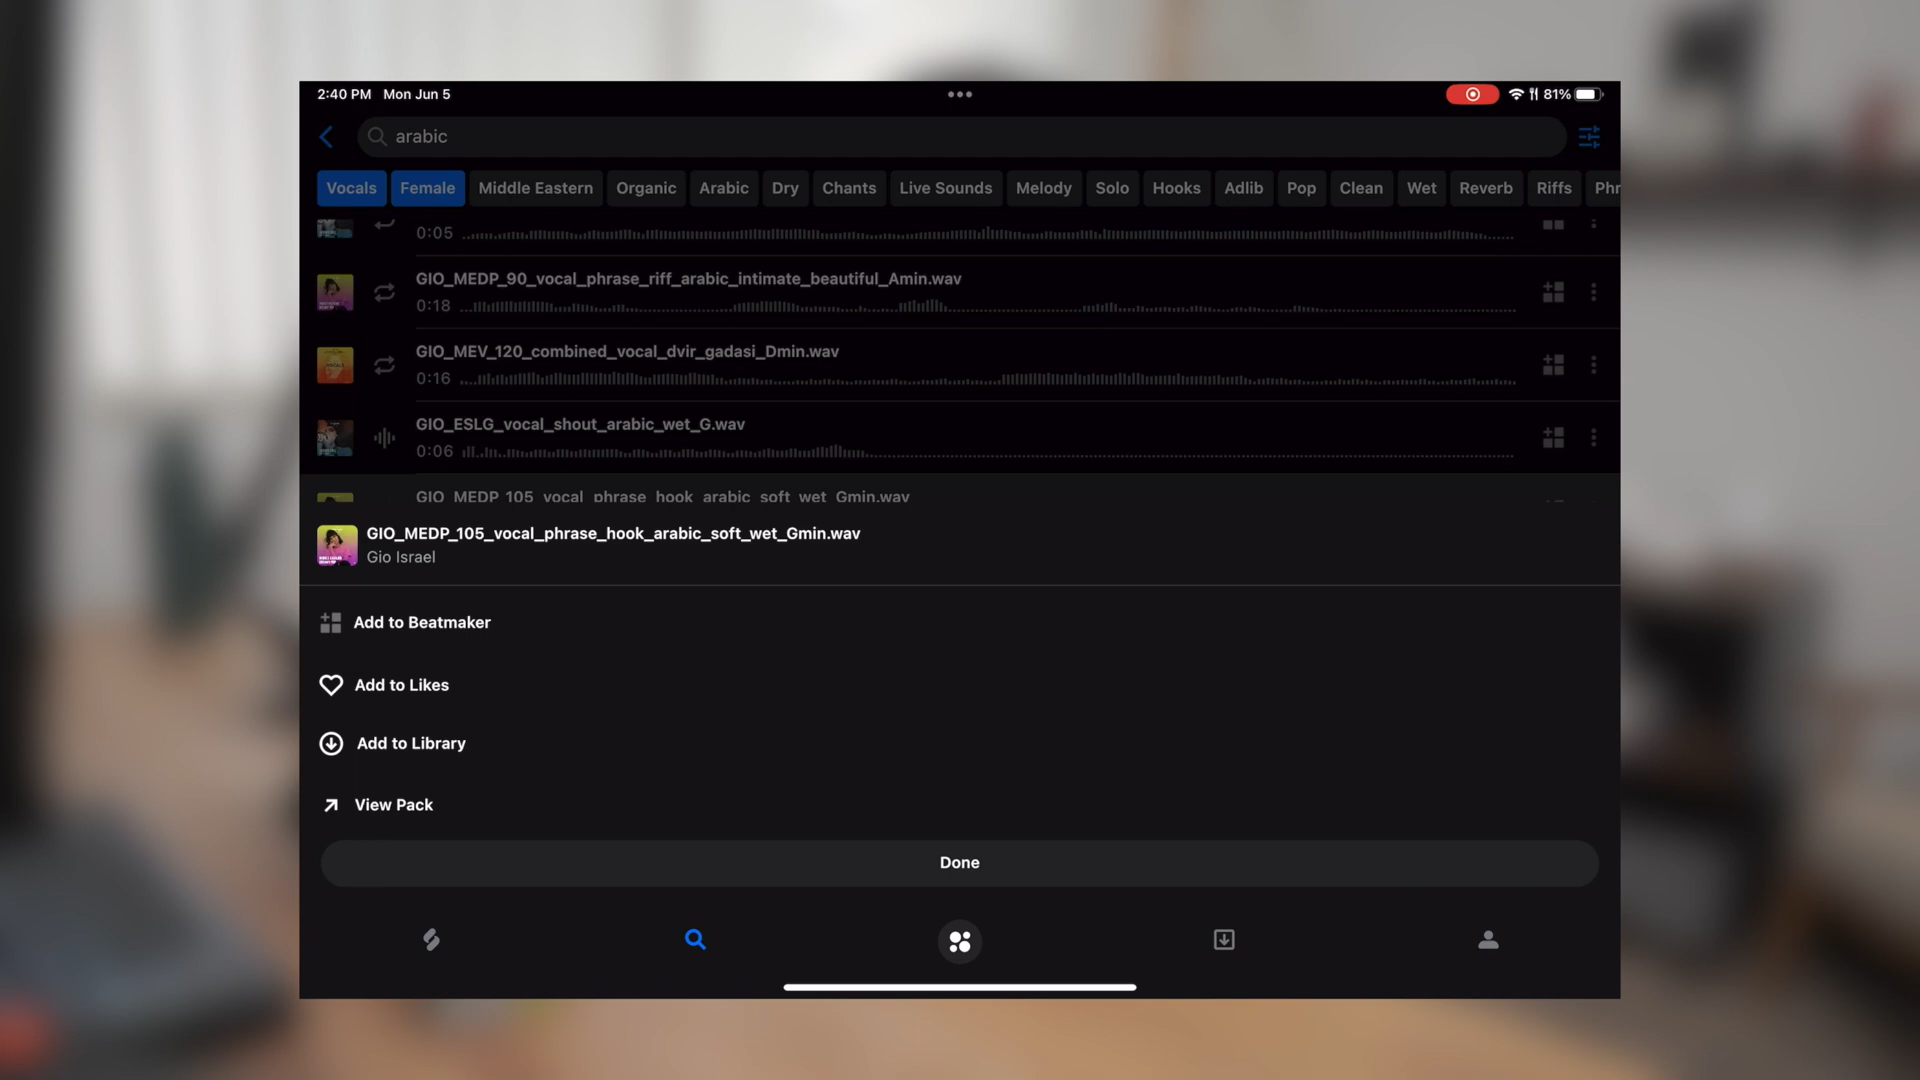 2:40 PM Mon Jun 5
81%
arabic
Vocals Female Middle Eastern Organic Arabic Dry Chants Live Sounds Melody Solo Hooks Adlib Pop Clean Wet Reverb Riffs Phr
0:05
GIO_MEDP_90_vocal_phrase_riff_arabic_intimate_beautiful_Amin.wav
0:18
GIO_MEV_120_combined_vocal_dvir_gadasi_Dmin.wav
0:16
GIO_ESLG_vocal_shout_arabic_wet_G.wav
0:06
GIO_MEDP_105_vocal_phrase_hook_arabic_soft_wet_Gmin.wav
GIO_MEDP_105_vocal_phrase_hook_arabic_soft_wet_Gmin.wav
Gio Israel
Add to Beatmaker
Add to Likes
Add to Library
View Pack
Done